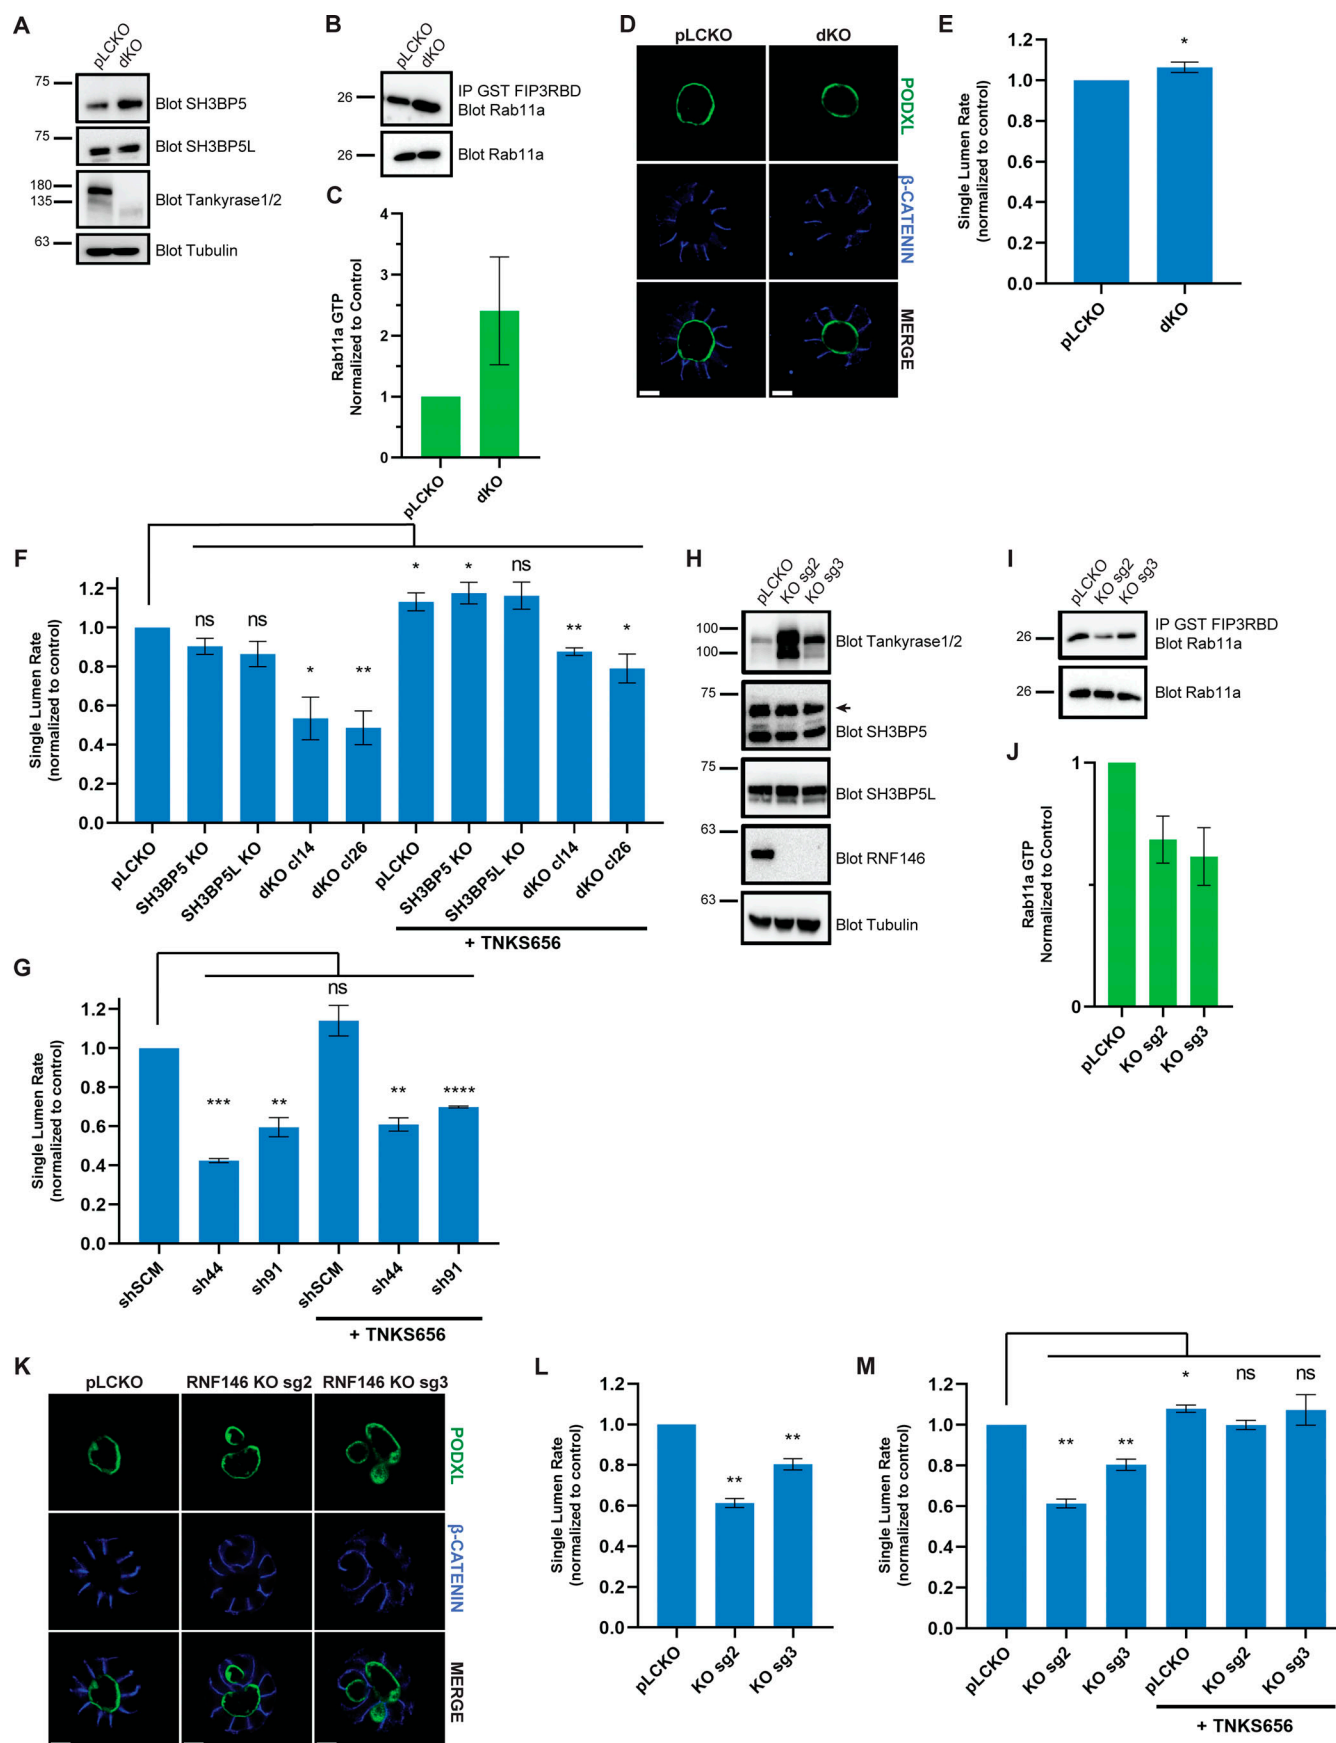 A
pLCKO
dKO
75
Blot SH3BP5
75
Blot SH3BP5L
180
135
Blot Tankyrase1/2
63
Blot Tubulin
B
pLCKO
dKO
26
IP GST FIP3RBD
Blot Rab11a
26
Blot Rab11a
C
Rab11a GTP
Normalized to Control
4
3
2
1
0
pLCKO
dKO
D
pLCKO
dKO
PODXL
β-CATENIN
MERGE
E
Single Lumen Rate
(normalized to control)
1.2
1.0
0.8
0.6
0.4
0.2
0.0
*
pLCKO
dKO
F
Single Lumen Rate
(normalized to control)
1.2
1.0
0.8
0.6
0.4
0.2
0.0
ns
ns
*
**
*
*
ns
**
*
pLCKO
SH3BP5 KO
SH3BP5L KO
dKO cl14
dKO cl26
pLCKO
SH3BP5 KO
SH3BP5L KO
dKO cl14
dKO cl26
+ TNKS656
G
Single Lumen Rate
(normalized to control)
1.2
1.0
0.8
0.6
0.4
0.2
0.0
***
**
ns
**
****
shSCM
sh44
sh91
shSCM
sh44
sh91
+ TNKS656
H
pLCKO
KO sg2
KO sg3
100
100
Blot Tankyrase1/2
75
Blot SH3BP5
75
Blot SH3BP5L
63
Blot RNF146
63
Blot Tubulin
I
pLCKO
KO sg2
KO sg3
26
IP GST FIP3RBD
Blot Rab11a
26
Blot Rab11a
J
Rab11a GTP
Normalized to Control
1
0
pLCKO
KO sg2
KO sg3
K
pLCKO
RNF146 KO sg2
RNF146 KO sg3
PODXL
β-CATENIN
MERGE
L
Single Lumen Rate
(normalized to control)
1.2
1.0
0.8
0.6
0.4
0.2
0.0
**
**
pLCKO
KO sg2
KO sg3
M
Single Lumen Rate
(normalized to control)
1.2
1.0
0.8
0.6
0.4
0.2
0.0
**
**
*
ns
ns
pLCKO
KO sg2
KO sg3
pLCKO
KO sg2
KO sg3
+ TNKS656